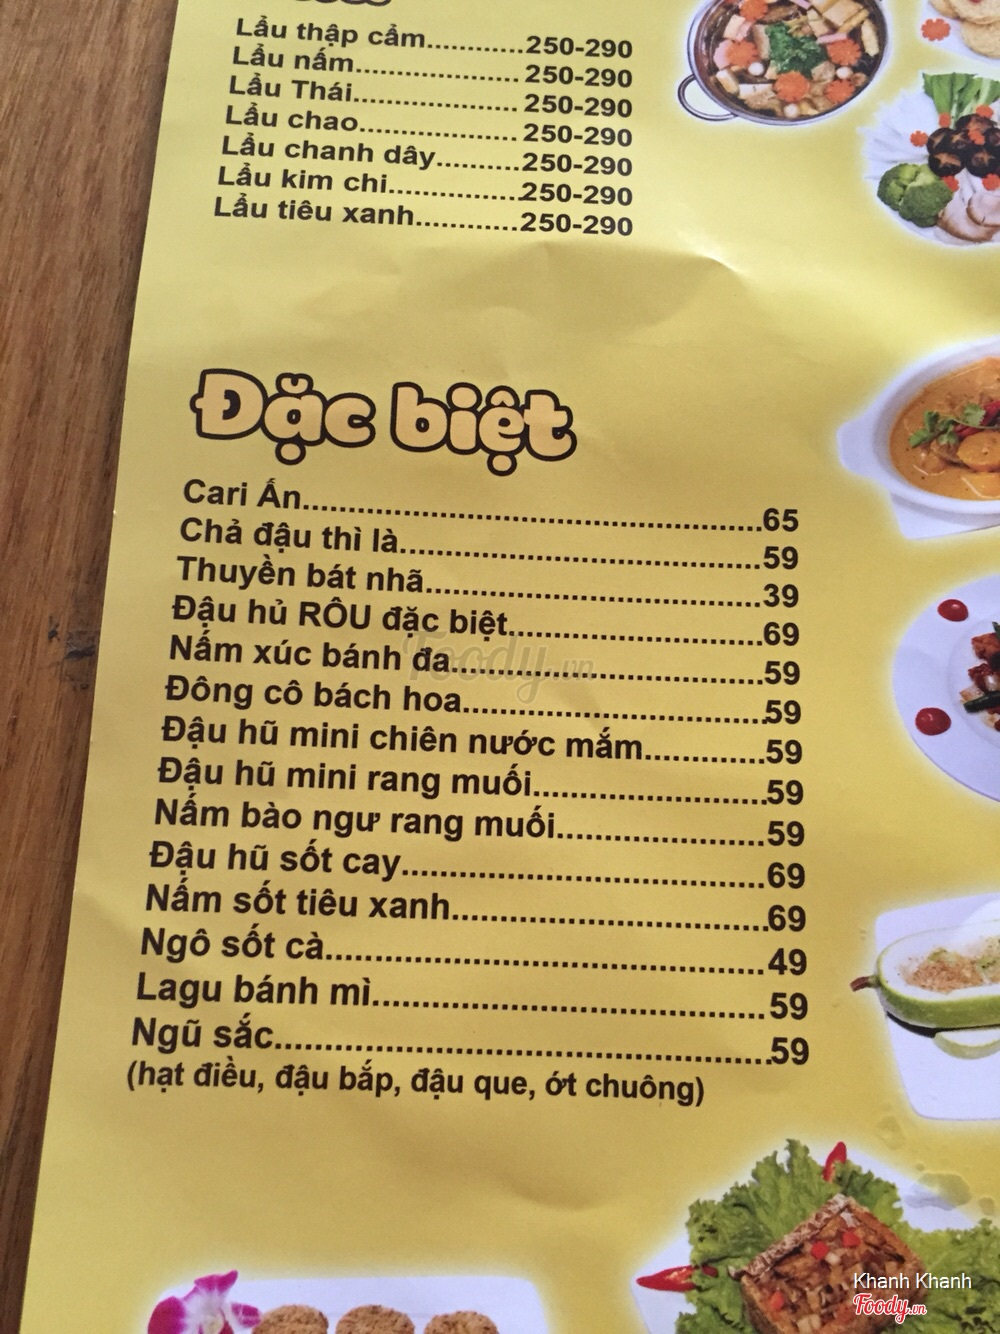 Lẩu thập cẩm............250-290
Lẩu nấm.................. 250-290
Lẩu Thái.................. 250-290
Lẩu chao................. 250-290
Lẩu chanh dây.........250-290
Lẩu kim chi..............250-290
Lẩu tiêu xanh...........250-290
Đặc biệt
Cari Ấn................................................65
Chả đậu thì là......................................59
Thuyền bát nhã...................................39
Đậu hủ RÔU đặc biệt..........................69
Nấm xúc bánh đa................................59
Đông cô bách hoa...............................59
Đậu hũ mini chiên nước mắm............59
Đậu hũ mini rang muối.......................59
Nấm bào ngư rang muối.....................59
Đậu hũ sốt cay....................................69
Nấm sốt tiêu xanh...............................69
Ngô sốt cà...........................................49
Lagu bánh mì......................................59
Ngũ sắc................................................59
(hạt điều, đậu bắp, đậu que, ớt chuông)
Foody.vn
Khanh Khanh
Foody.vn